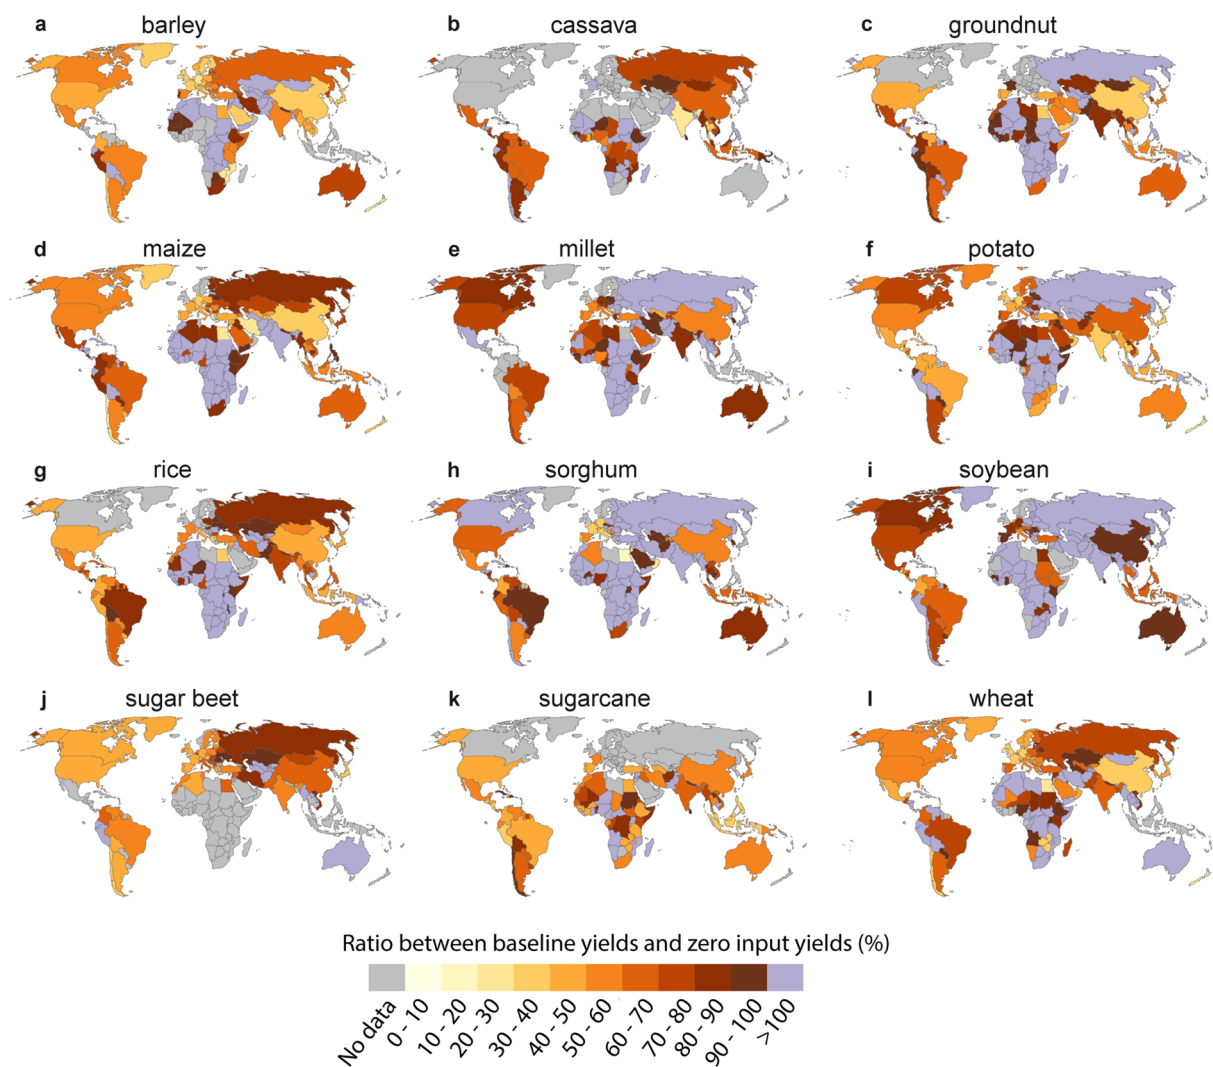 a barley
b cassava
c groundnut
d maize
e millet
f potato
g rice
h sorghum
i soybean
j sugar beet
k sugarcane
l wheat
Ratio between baseline yields and zero input yields (%)
No data
0 - 10
10 - 20
20 - 30
30 - 40
40 - 50
50 - 60
60 - 70
70 - 80
80 - 90
90 - 100
>100